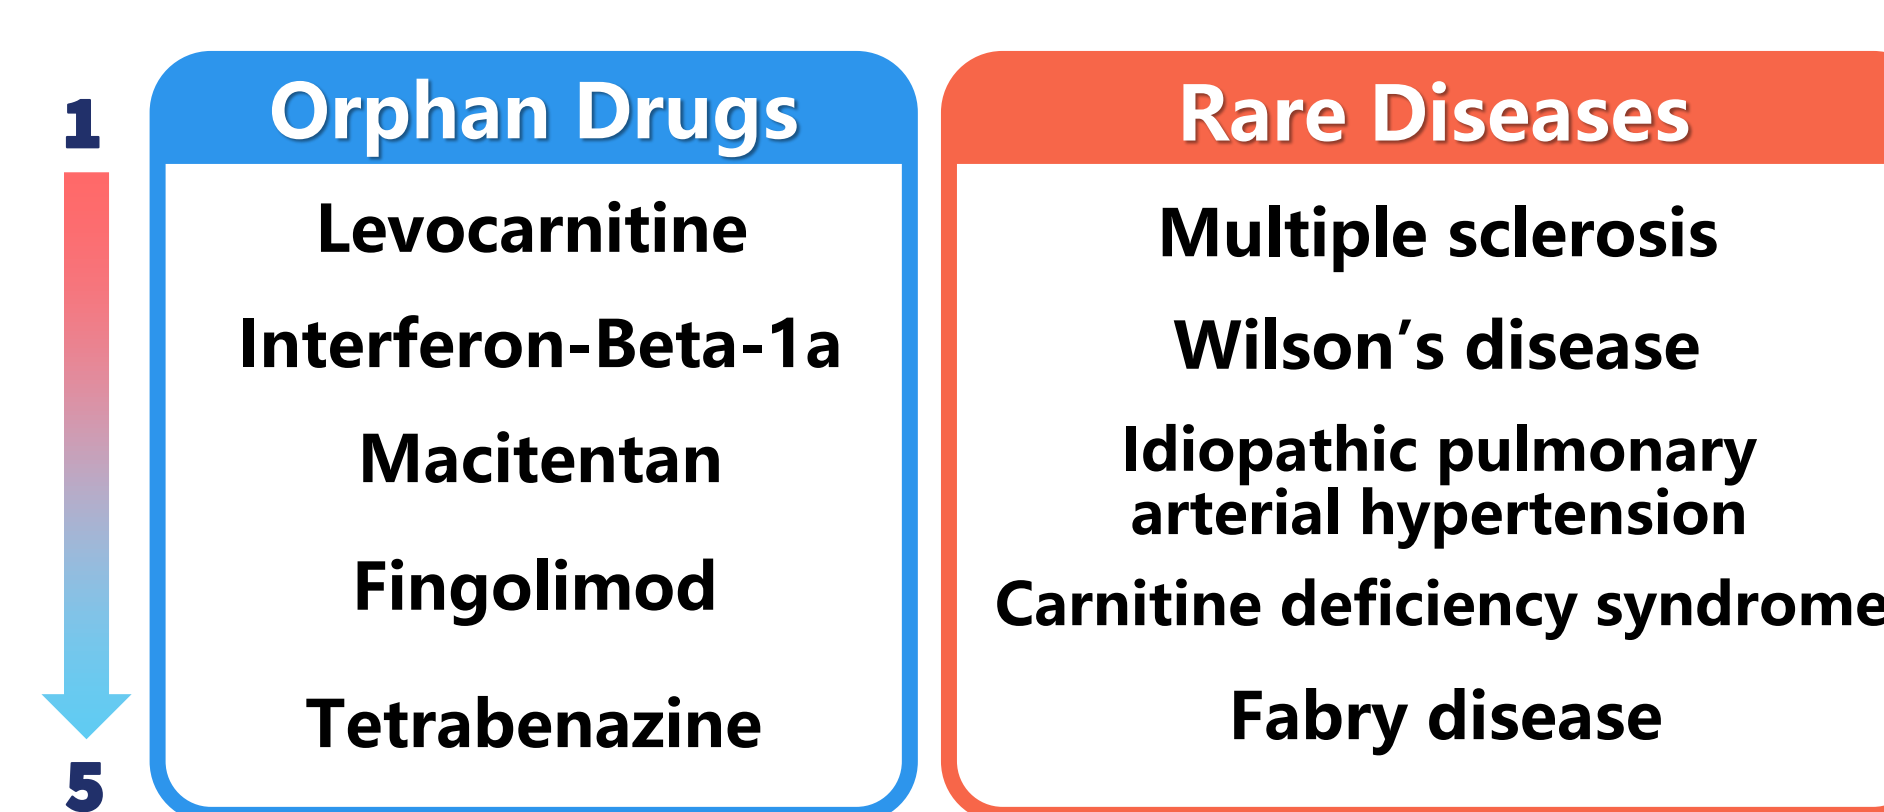 1
Orphan Drugs
Levocarnitine
Interferon-Beta-1a
Macitentan
Fingolimod
Tetrabenazine
5
Rare Diseases
Multiple sclerosis
Wilson’s disease
Idiopathic pulmonary
arterial hypertension
Carnitine deficiency syndrome
Fabry disease